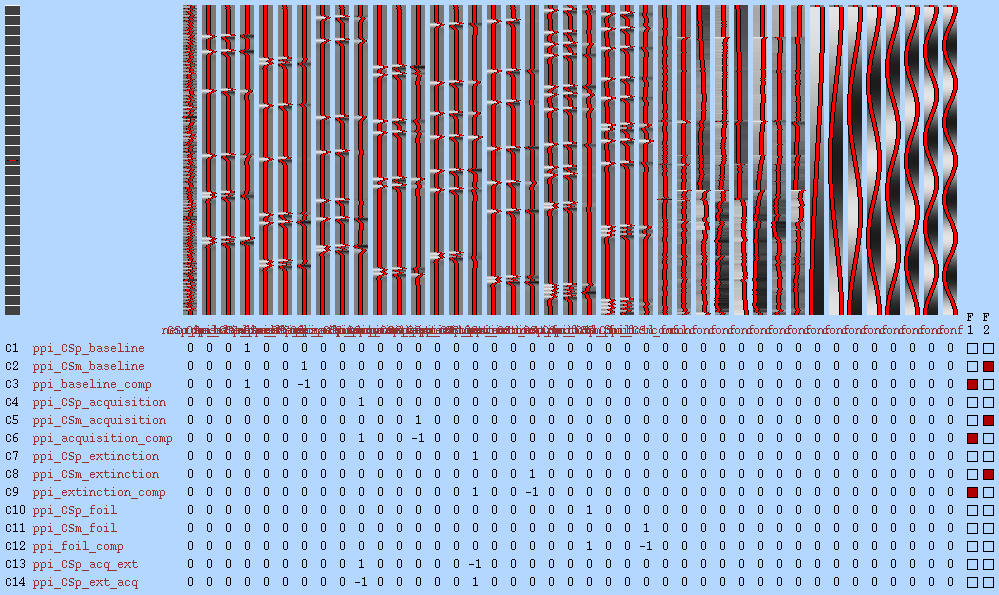 F F
1 2
C1 ppi_CSp_baseline 0 0 0 1 0 0 0 0 0 0 0 0 0 0 0 0 0 0 0 0 0 0 0 0 0 0 0 0 0 0 0 0 0 0 0 0 0 0 0 0 0
C2 ppi_CSm_baseline 0 0 0 0 0 0 1 0 0 0 0 0 0 0 0 0 0 0 0 0 0 0 0 0 0 0 0 0 0 0 0 0 0 0 0 0 0 0 0 0 0
C3 ppi_baseline_comp 0 0 0 1 0 0 -1 0 0 0 0 0 0 0 0 0 0 0 0 0 0 0 0 0 0 0 0 0 0 0 0 0 0 0 0 0 0 0 0 0 0
C4 ppi_CSp_acquisition 0 0 0 0 0 0 0 0 0 1 0 0 0 0 0 0 0 0 0 0 0 0 0 0 0 0 0 0 0 0 0 0 0 0 0 0 0 0 0 0 0
C5 ppi_CSm_acquisition 0 0 0 0 0 0 0 0 0 0 0 0 1 0 0 0 0 0 0 0 0 0 0 0 0 0 0 0 0 0 0 0 0 0 0 0 0 0 0 0 0
C6 ppi_acquisition_comp 0 0 0 0 0 0 0 0 0 1 0 0 -1 0 0 0 0 0 0 0 0 0 0 0 0 0 0 0 0 0 0 0 0 0 0 0 0 0 0 0 0
C7 ppi_CSp_extinction 0 0 0 0 0 0 0 0 0 0 0 0 0 0 0 1 0 0 0 0 0 0 0 0 0 0 0 0 0 0 0 0 0 0 0 0 0 0 0 0 0
C8 ppi_CSm_extinction 0 0 0 0 0 0 0 0 0 0 0 0 0 0 0 0 0 0 1 0 0 0 0 0 0 0 0 0 0 0 0 0 0 0 0 0 0 0 0 0 0
C9 ppi_extinction_comp 0 0 0 0 0 0 0 0 0 0 0 0 0 0 0 1 0 0 -1 0 0 0 0 0 0 0 0 0 0 0 0 0 0 0 0 0 0 0 0 0 0
C10 ppi_CSp_foil 0 0 0 0 0 0 0 0 0 0 0 0 0 0 0 0 0 0 0 0 0 1 0 0 0 0 0 0 0 0 0 0 0 0 0 0 0 0 0 0 0
C11 ppi_CSm_foil 0 0 0 0 0 0 0 0 0 0 0 0 0 0 0 0 0 0 0 0 0 0 0 0 1 0 0 0 0 0 0 0 0 0 0 0 0 0 0 0 0
C12 ppi_foil_comp 0 0 0 0 0 0 0 0 0 0 0 0 0 0 0 0 0 0 0 0 0 1 0 0 -1 0 0 0 0 0 0 0 0 0 0 0 0 0 0 0 0
C13 ppi_CSp_acq_ext 0 0 0 0 0 0 0 0 0 1 0 0 0 0 0 -1 0 0 0 0 0 0 0 0 0 0 0 0 0 0 0 0 0 0 0 0 0 0 0 0 0
C14 ppi_CSp_ext_acq 0 0 0 0 0 0 0 0 0 -1 0 0 0 0 0 1 0 0 0 0 0 0 0 0 0 0 0 0 0 0 0 0 0 0 0 0 0 0 0 0 0